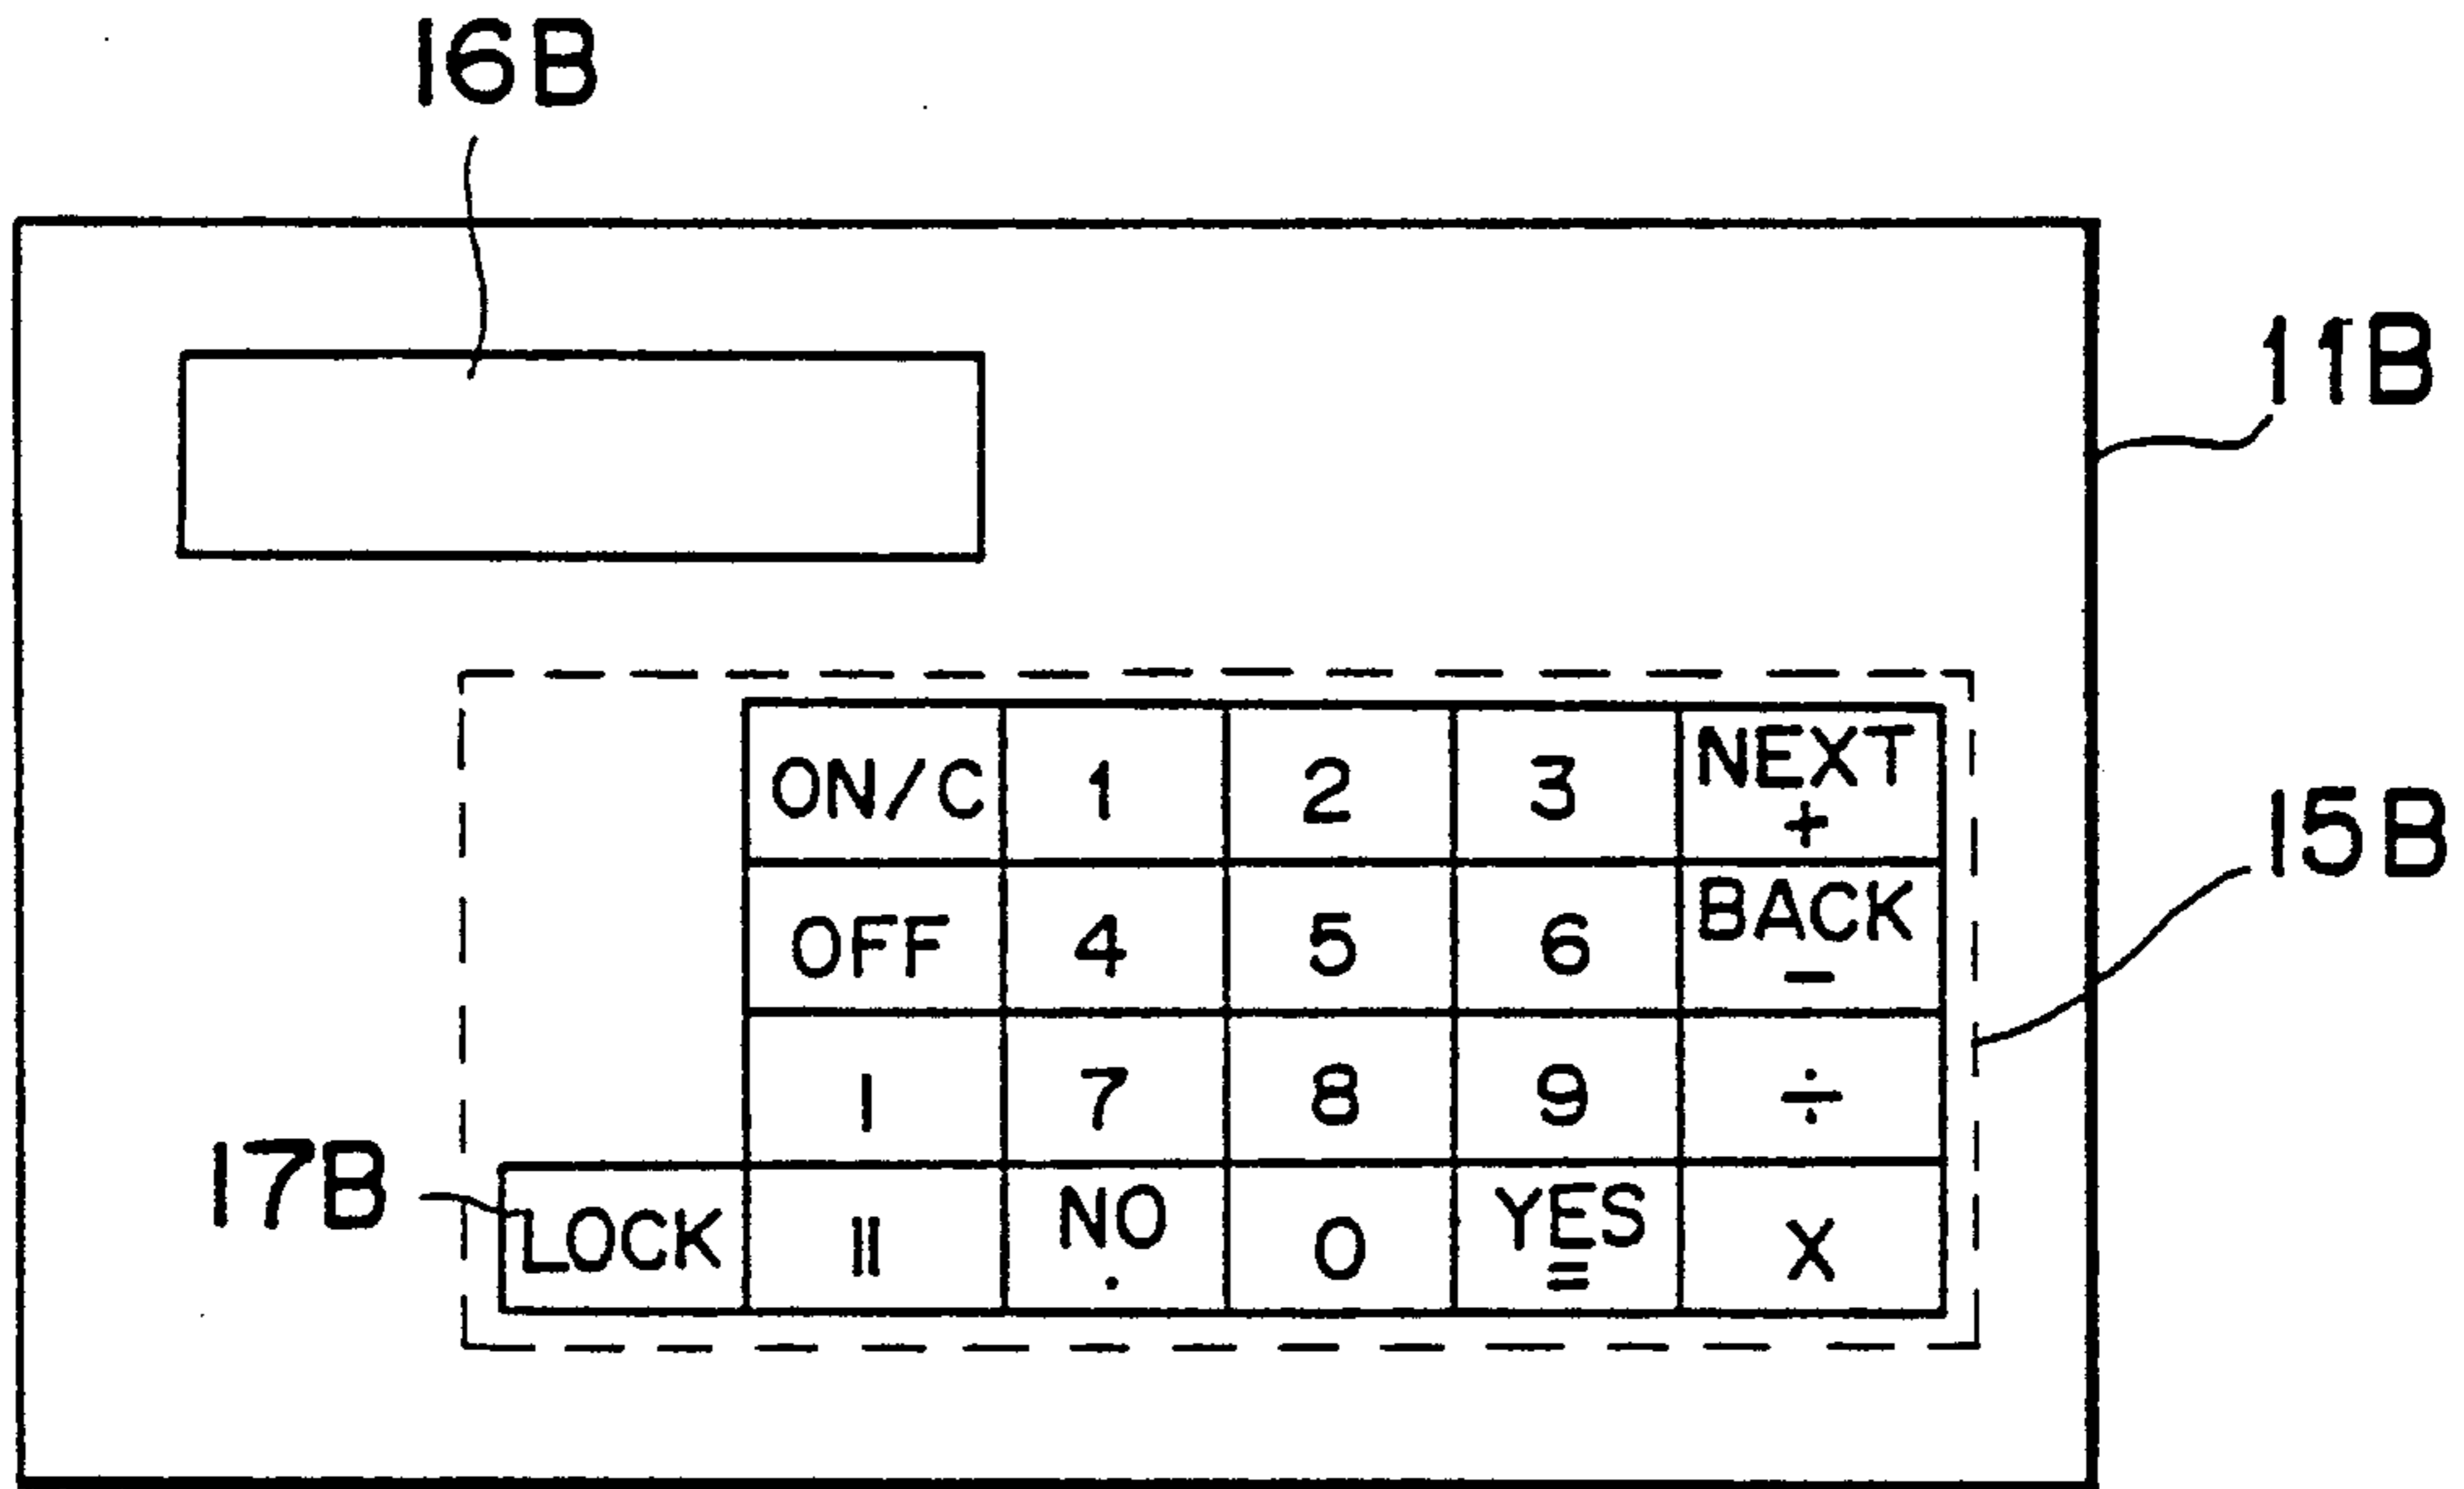 16B
11B
ON/C 1 2 3 NEXT +
15B
OFF 4 5 6 BACK −
I 7 8 9 ÷
17B
LOCK II NO . 0 YES = X